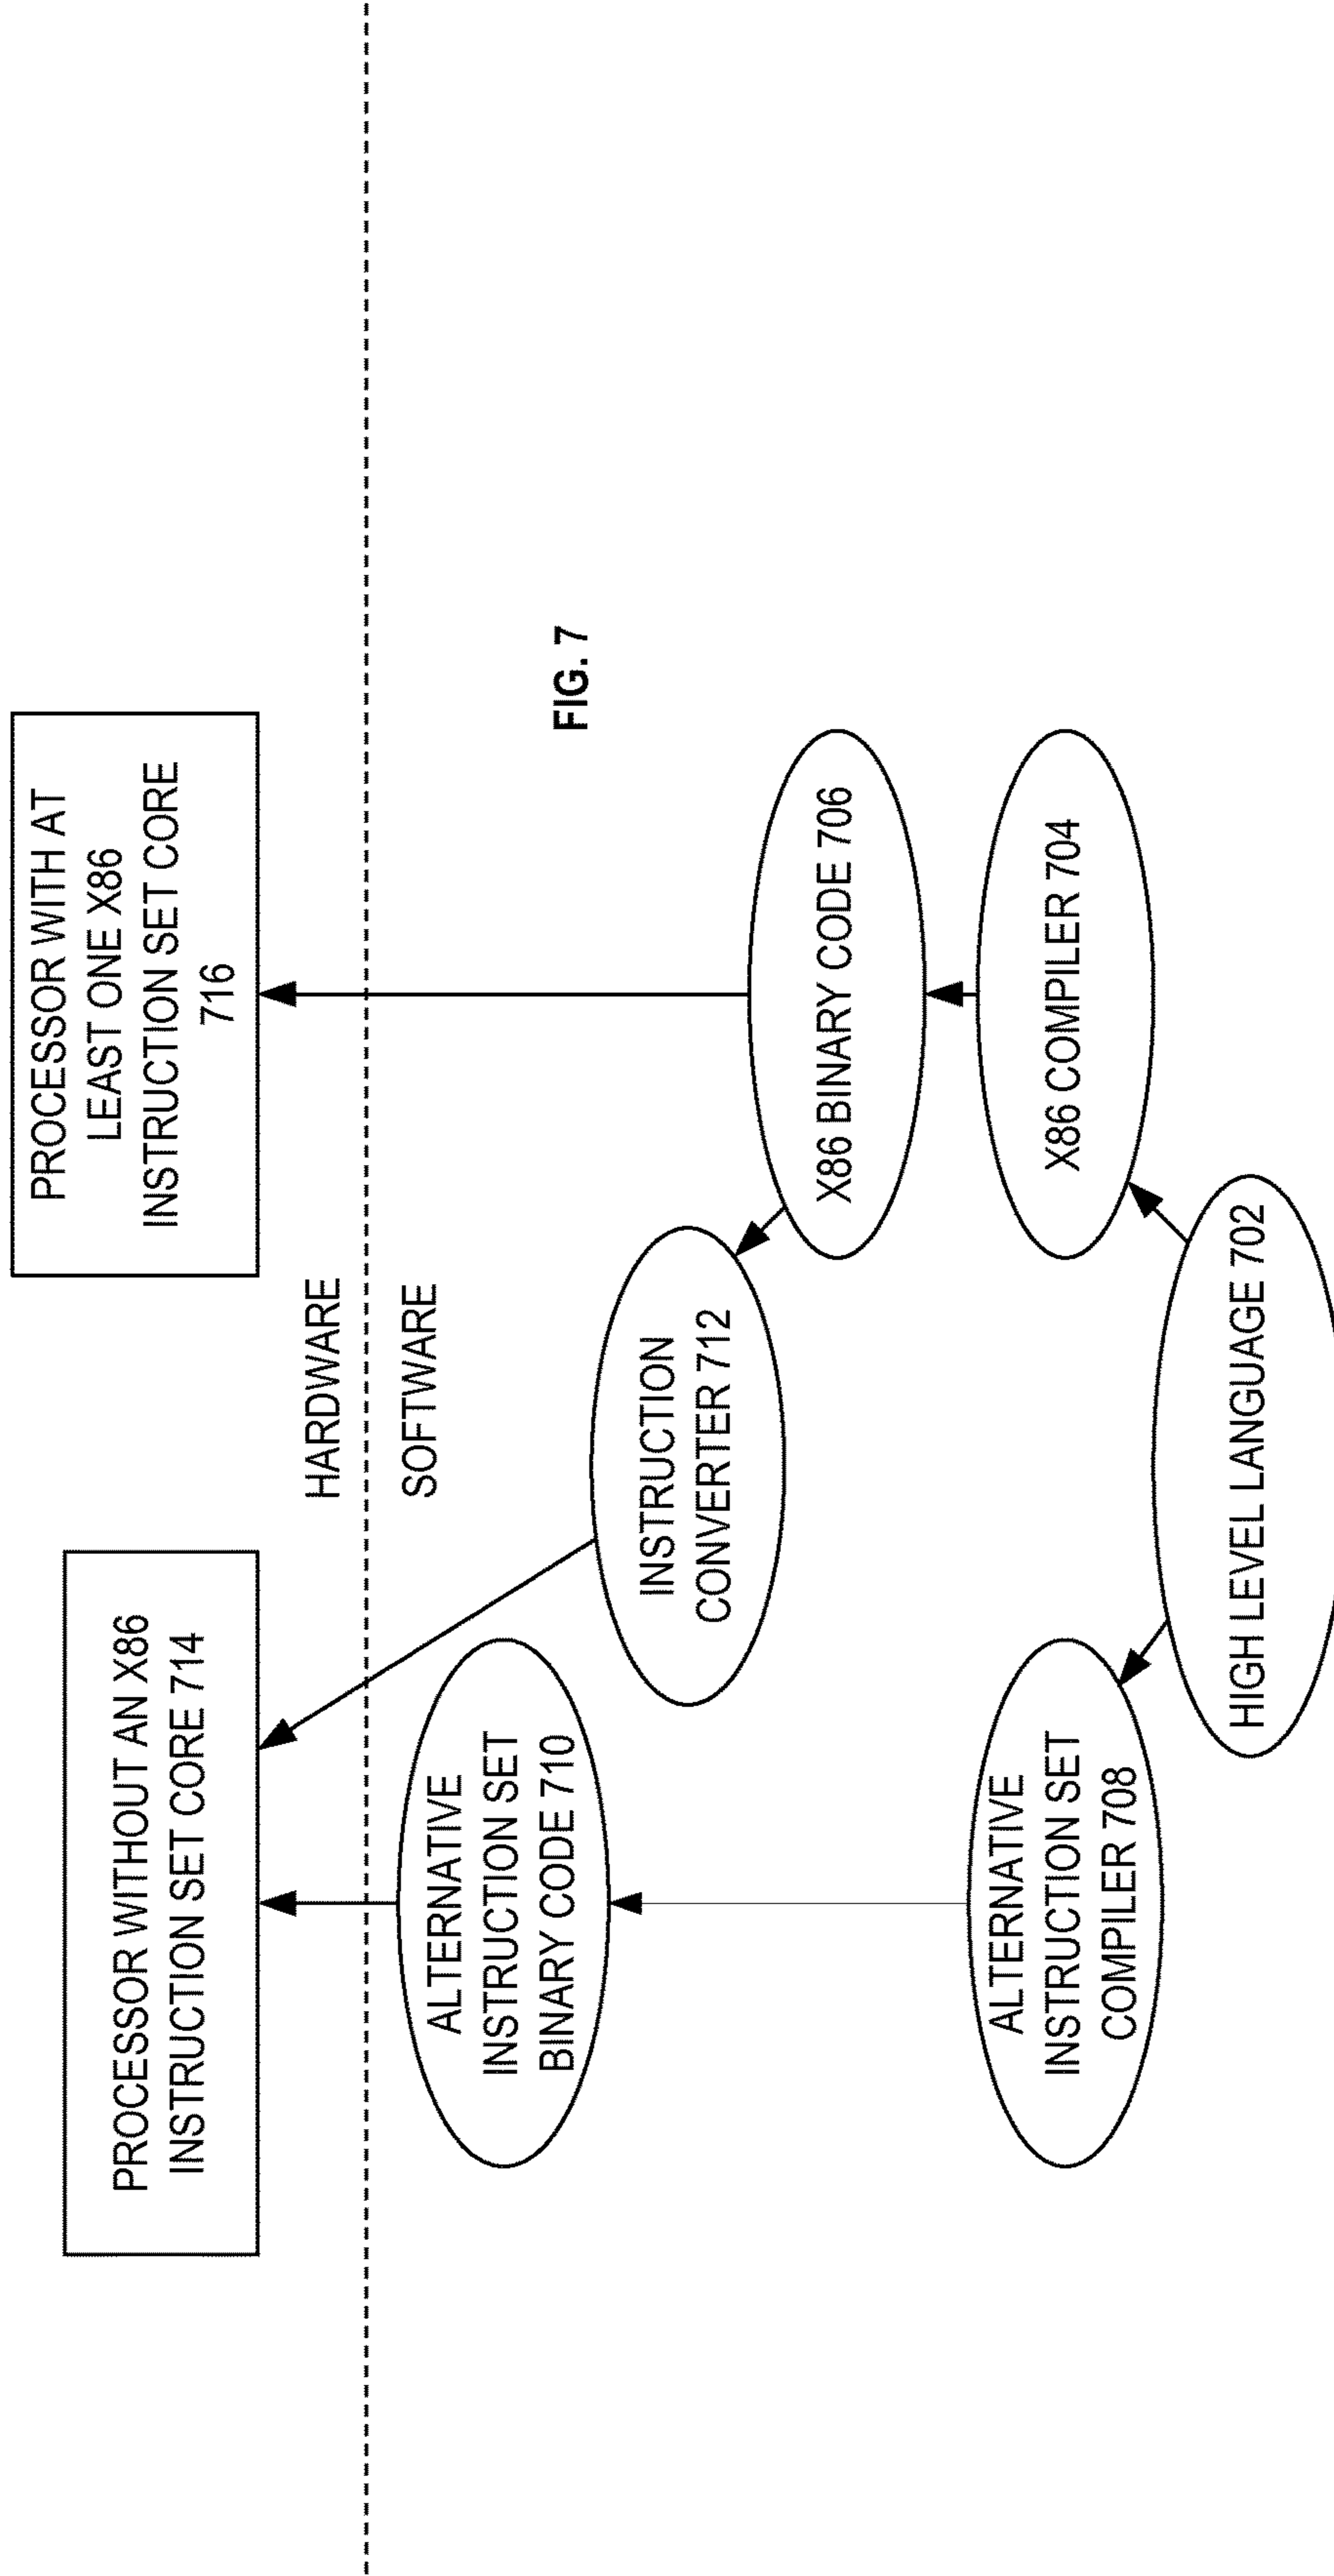 PROCESSOR WITHOUT AN X86
INSTRUCTION SET CORE 714
PROCESSOR WITH AT
LEAST ONE X86
INSTRUCTION SET CORE
716
HARDWARE
SOFTWARE
ALTERNATIVE
INSTRUCTION SET
BINARY CODE 710
FIG. 7
INSTRUCTION
CONVERTER 712
X86 BINARY CODE 706
ALTERNATIVE
INSTRUCTION SET
COMPILER 708
X86 COMPILER 704
HIGH LEVEL LANGUAGE 702